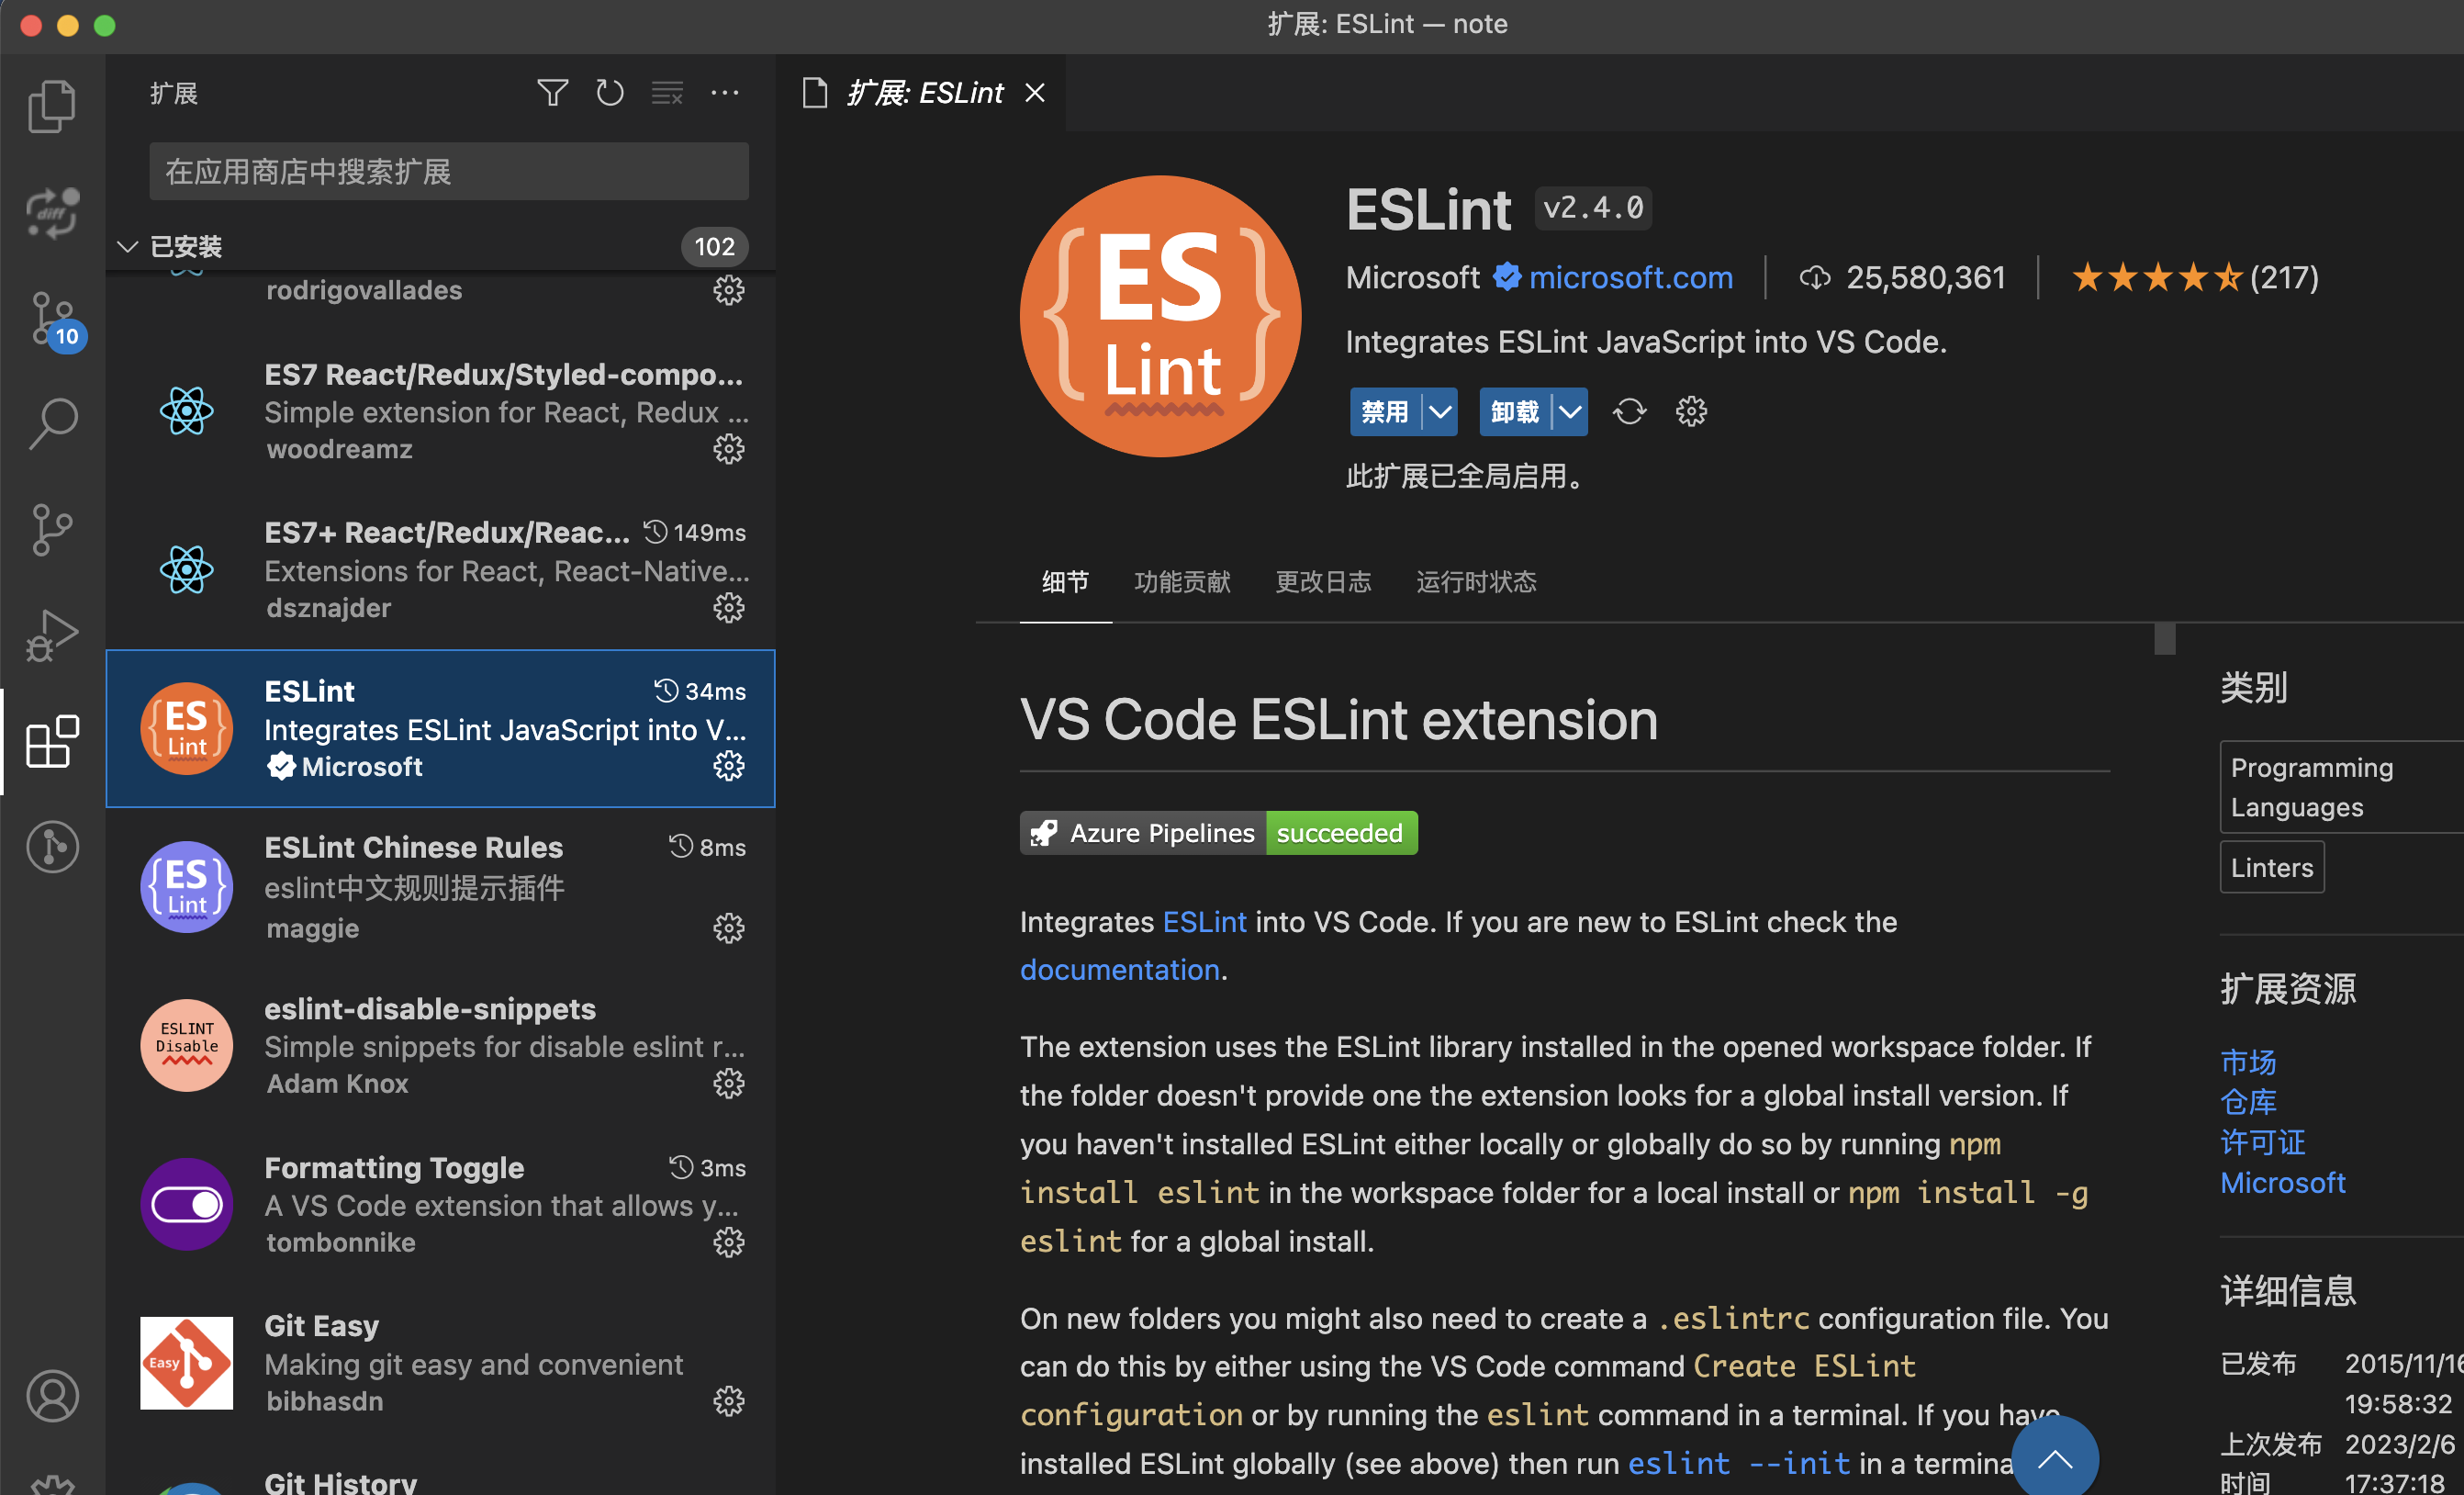 扩展: ESLint — note
扩展
在应用商店中搜索扩展
已安装 102
rodrigovallades
ES7 React/Redux/Styled-compo...
Simple extension for React, Redux ...
woodreamz
ES7+ React/Redux/Reac... 149ms
Extensions for React, React-Native...
dsznajder
ESLint 34ms
Integrates ESLint JavaScript into V...
Microsoft
ESLint Chinese Rules 8ms
eslint中文规则提示插件
maggie
eslint-disable-snippets
Simple snippets for disable eslint r...
Adam Knox
Formatting Toggle 3ms
A VS Code extension that allows y...
tombonnike
Git Easy
Making git easy and convenient
bibhasdn
Git History
diff
10
ES
Lint
ES
Lint
ESLINT
Disable
Easy
扩展: ESLint
{ES}
Lint
ESLint v2.4.0
Microsoft microsoft.com 25,580,361 (217)
Integrates ESLint JavaScript into VS Code.
禁用 卸载
此扩展已全局启用。
细节 功能贡献 更改日志 运行时状态
VS Code ESLint extension
Azure Pipelines succeeded
Integrates ESLint into VS Code. If you are new to ESLint check the
documentation.
The extension uses the ESLint library installed in the opened workspace folder. If
the folder doesn't provide one the extension looks for a global install version. If
you haven't installed ESLint either locally or globally do so by running npm
install eslint in the workspace folder for a local install or npm install -g
eslint for a global install.
On new folders you might also need to create a .eslintrc configuration file. You
can do this by either using the VS Code command Create ESLint
configuration or by running the eslint command in a terminal. If you have
installed ESLint globally (see above) then run eslint --init in a termina
类别
Programming
Languages
Linters
扩展资源
市场
仓库
许可证
Microsoft
详细信息
已发布 2015/11/16
19:58:32
上次发布 2023/2/6
时间 17:37:18